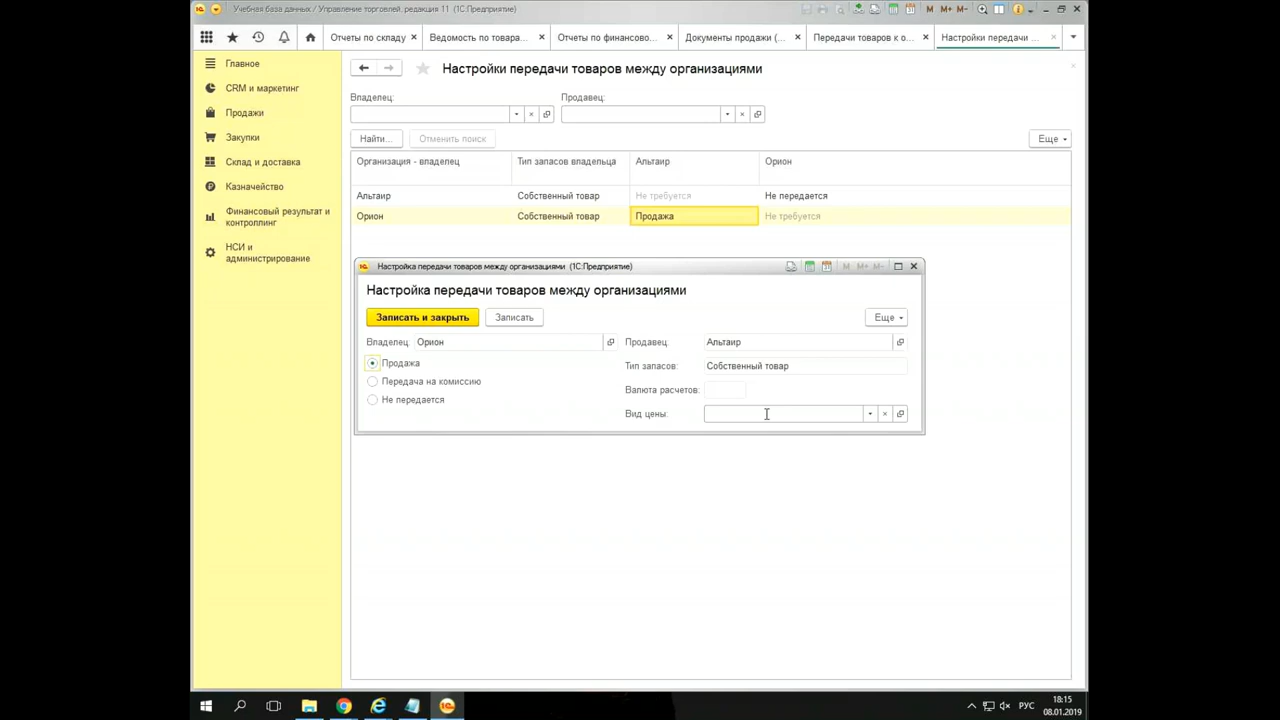 Учебная база данных / Управление торговлей, редакция 11 (1С:Предприятие)
M M+ M-
Отчеты по складу
Ведомость по товара...
Отчеты по финансово...
Документы продажи (...
Передачи товаров к о...
Настройки передачи ...
Главное
CRM и маркетинг
Продажи
Закупки
Склад и доставка
Казначейство
Финансовый результат и
контроллинг
НСИ и
администрирование
Настройки передачи товаров между организациями
Владелец: Продавец:
Найти... Отменить поиск Еще
Организация - владелец Тип запасов владельца Альтаир Орион
Альтаир Собственный товар Не требуется Не передается
Орион Собственный товар Продажа Не требуется
Настройка передачи товаров между организациями (1С:Предприятие) M M+ M-
Настройка передачи товаров между организациями
Записать и закрыть Записать Еще
Владелец: Орион Продавец: Альтаир
Продажа Тип запасов: Собственный товар
Передача на комиссию Валюта расчетов:
Не передается Вид цены:
РУС
18:15
08.01.2019